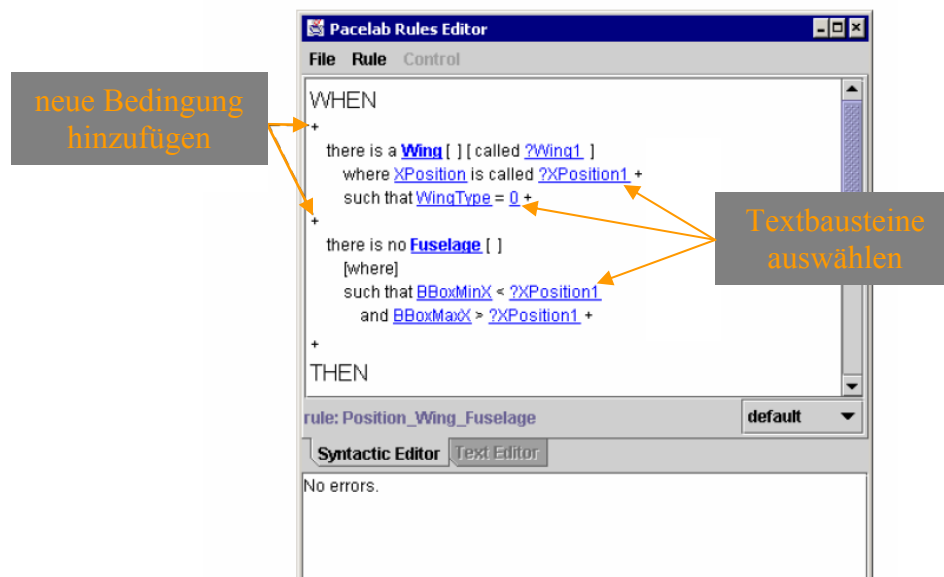 Pacelab Rules Editor
File Rule Control
neue Bedingung
hinzufügen
WHEN
+
there is a Wing [ ] [ called ?Wing1 ]
where XPosition is called ?XPosition1 +
such that WingType = 0 +
+
there is no Fuselage [ ]
[where]
such that BBoxMinX < ?XPosition1
and BBoxMaxX > ?XPosition1 +
+
THEN
Textbausteine
auswählen
rule: Position_Wing_Fuselage
default
Syntactic Editor Text Editor
No errors.